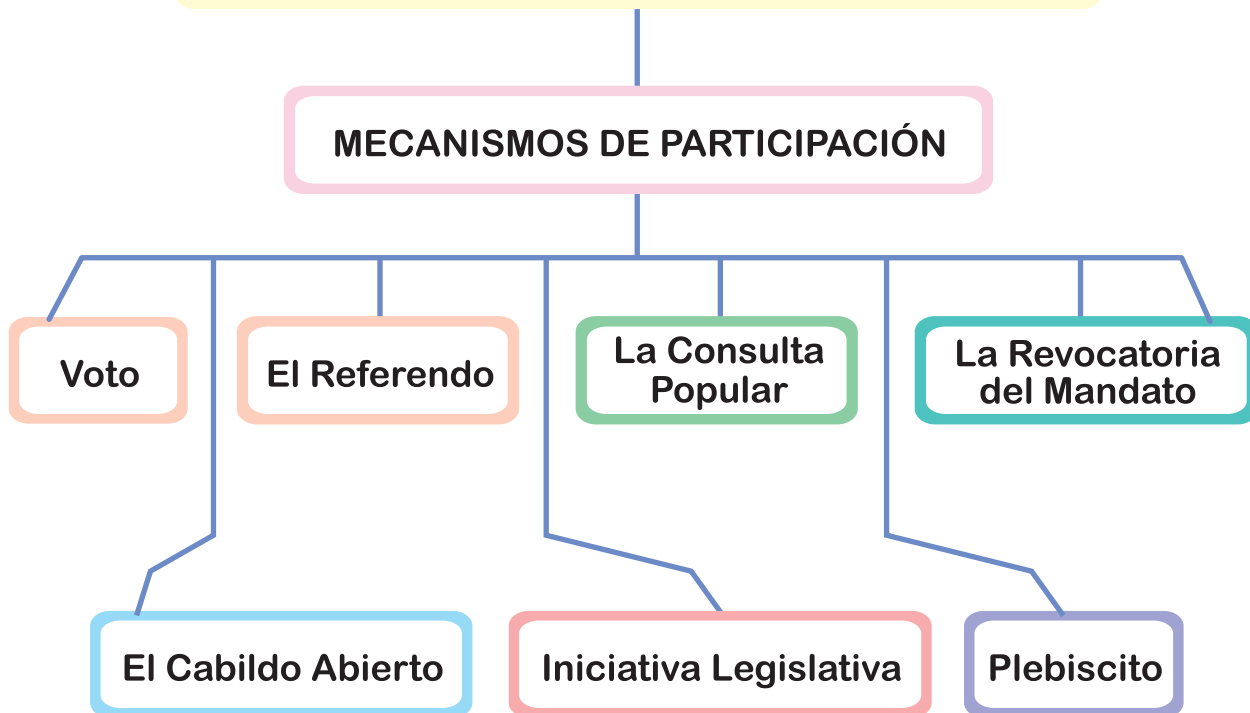 MECANISMOS DE PARTICIPACIÓN
Voto
El Referendo
La Consulta
Popular
La Revocatoria
del Mandato
El Cabildo Abierto
Iniciativa Legislativa
Plebiscito